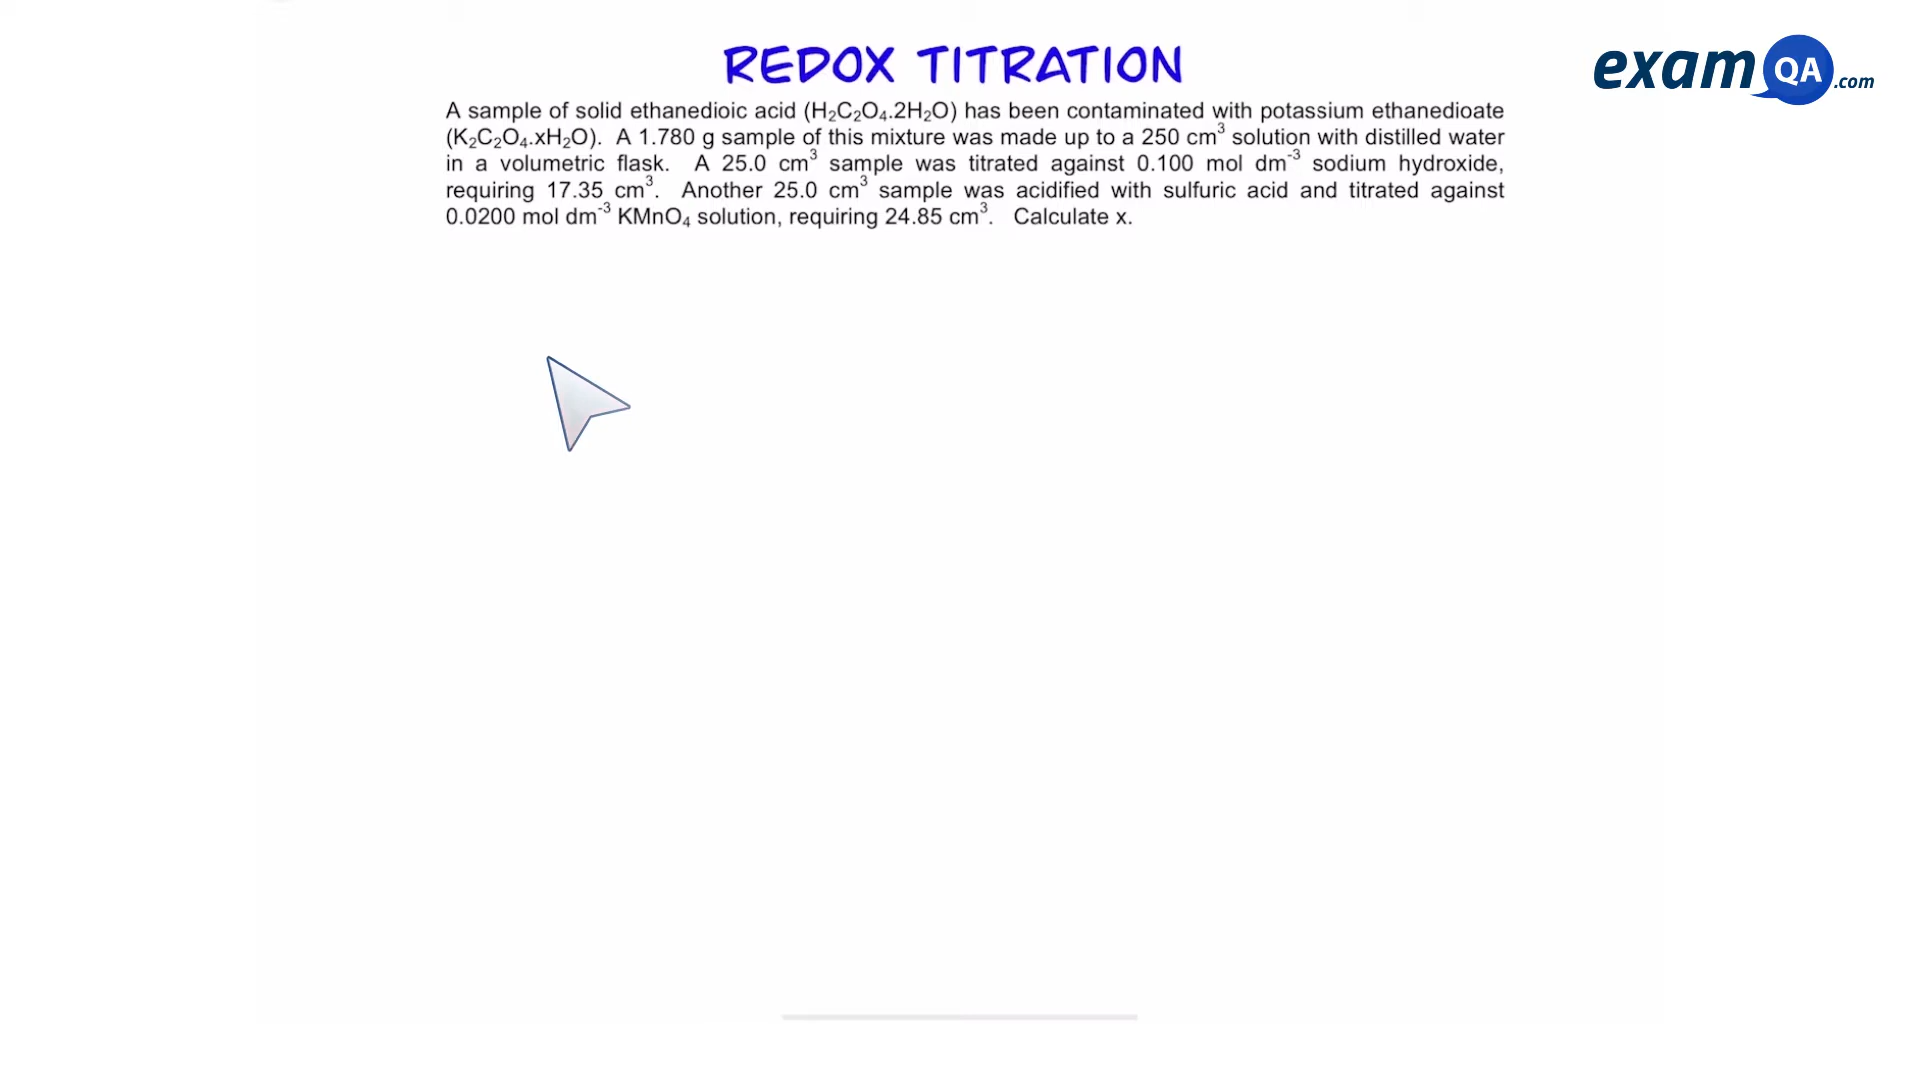 REDOX TITRATION
examQA.com
A sample of solid ethanedioic acid (H₂C₂O₄.2H₂O) has been contaminated with potassium ethanedioate
(K₂C₂O₄.xH₂O). A 1.780 g sample of this mixture was made up to a 250 cm³ solution with distilled water
in a volumetric flask. A 25.0 cm³ sample was titrated against 0.100 mol dm⁻³ sodium hydroxide,
requiring 17.35 cm³. Another 25.0 cm³ sample was acidified with sulfuric acid and titrated against
0.0200 mol dm⁻³ KMnO₄ solution, requiring 24.85 cm³. Calculate x.